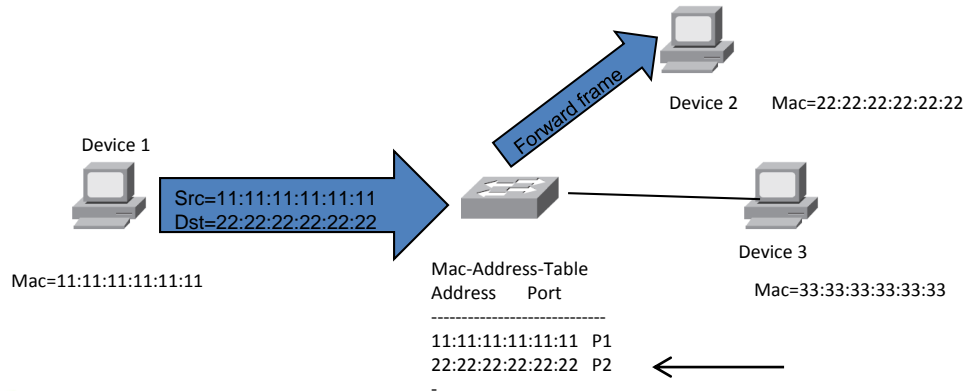 Forward frame
Device 2
Mac=22:22:22:22:22:22
Device 1
Src=11:11:11:11:11:11
Dst=22:22:22:22:22:22
Mac=11:11:11:11:11:11
Device 3
Mac=33:33:33:33:33:33
Mac-Address-Table
Address Port
-----------------------------
11:11:11:11:11:11 P1
22:22:22:22:22:22 P2
-